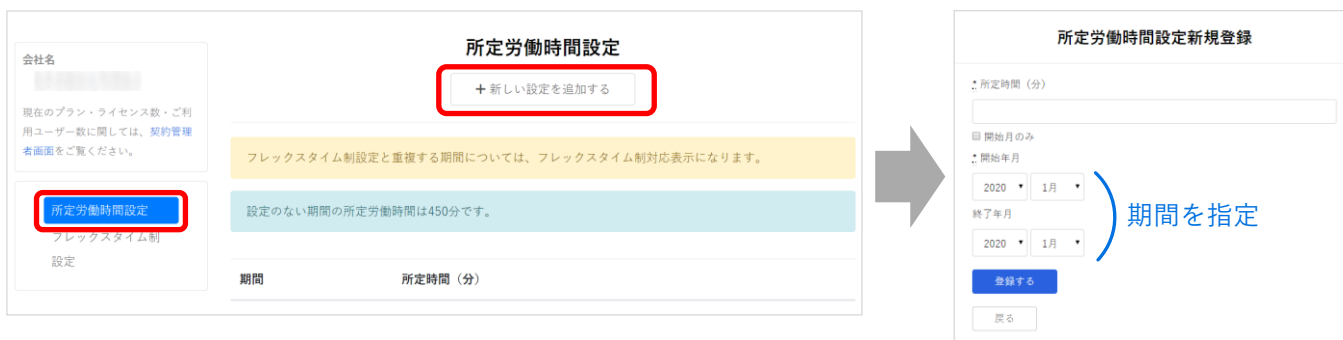 会社名
現在のプラン・ライセンス数・ご利
用ユーザー数に関しては、契約管理
者画面をご覧ください。
所定労働時間設定
フレックスタイム制
設定
所定労働時間設定
+ 新しい設定を追加する
フレックスタイム制設定と重複する期間については、フレックスタイム制対応表示になります。
設定のない期間の所定労働時間は450分です。
期間 所定時間（分）
所定労働時間設定新規登録
* 所定時間（分）
開始月のみ
* 開始年月
2020 1月
終了年月
2020 1月
期間を指定
登録する
戻る